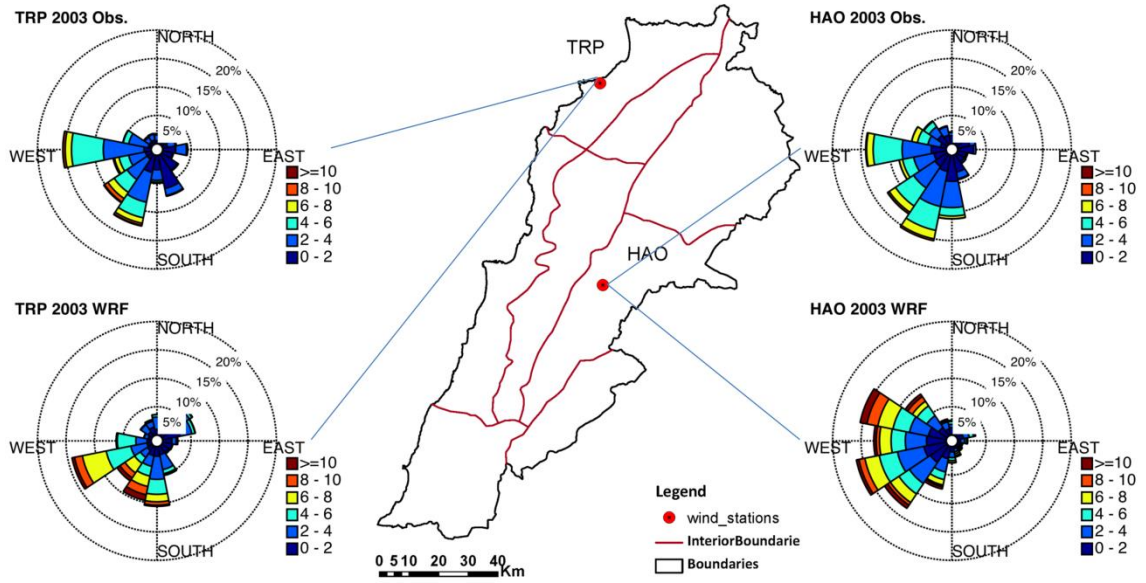 TRP 2003 Obs.
NORTH
20%
15%
10%
5%
WEST
EAST
SOUTH
>=10
8 - 10
6 - 8
4 - 6
2 - 4
0 - 2
TRP
HAO
HAO 2003 Obs.
NORTH
20%
15%
10%
5%
WEST
EAST
SOUTH
>=10
8 - 10
6 - 8
4 - 6
2 - 4
0 - 2
TRP 2003 WRF
NORTH
20%
15%
10%
5%
WEST
EAST
SOUTH
>=10
8 - 10
6 - 8
4 - 6
2 - 4
0 - 2
Legend
wind_stations
InteriorBoundarie
Boundaries
0 5 10 20 30 40
Km
HAO 2003 WRF
NORTH
20%
15%
10%
5%
WEST
EAST
SOUTH
>=10
8 - 10
6 - 8
4 - 6
2 - 4
0 - 2